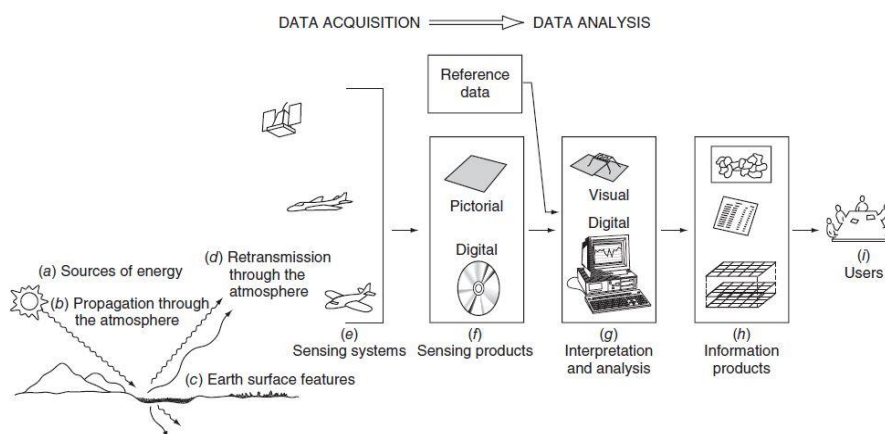 DATA ACQUISITION
DATA ANALYSIS
Reference
data
Pictorial
Digital
Visual
Digital
(a) Sources of energy
(b) Propagation through
the atmosphere
(d) Retransmission
through the
atmosphere
(c) Earth surface features
(e)
Sensing systems
(f)
Sensing products
(g)
Interpretation
and analysis
(h)
Information
products
(i)
Users